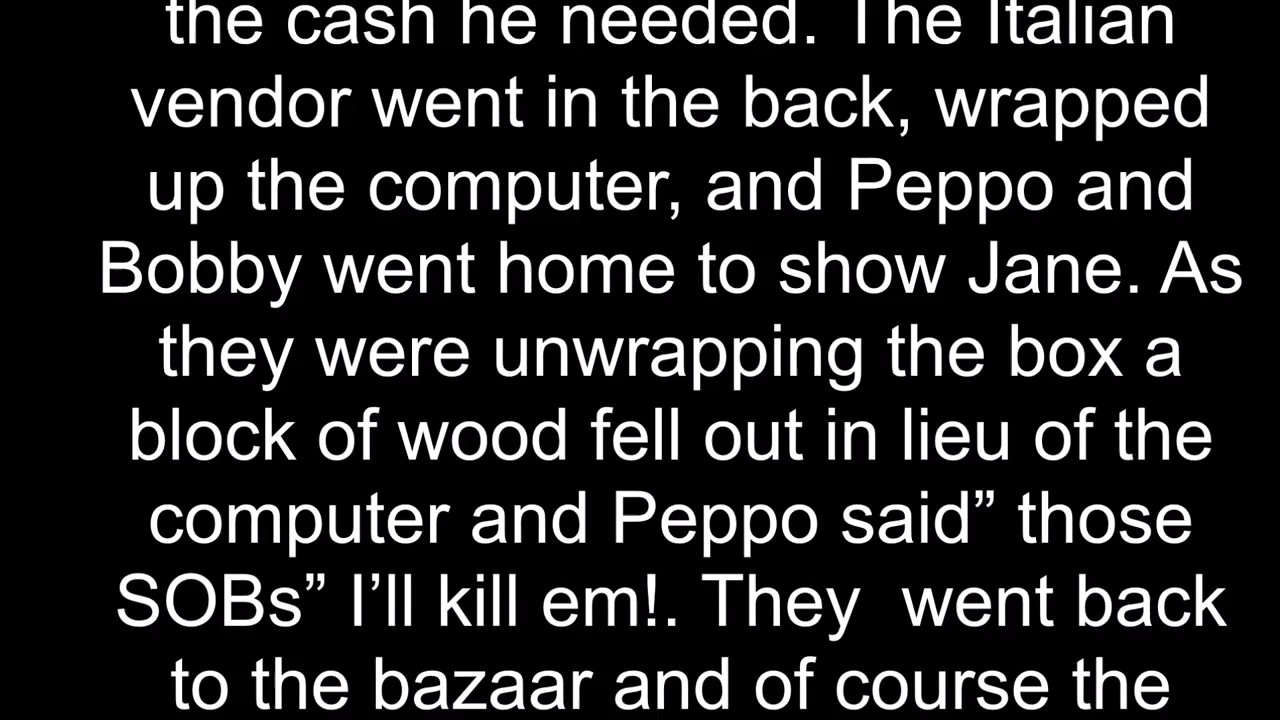 the cash he needed. The Italian
vendor went in the back, wrapped
up the computer, and Peppo and
Bobby went home to show Jane. As
they were unwrapping the box a
block of wood fell out in lieu of the
computer and Peppo said” those
SOBs” I’ll kill em!. They  went back
to the bazaar and of course the